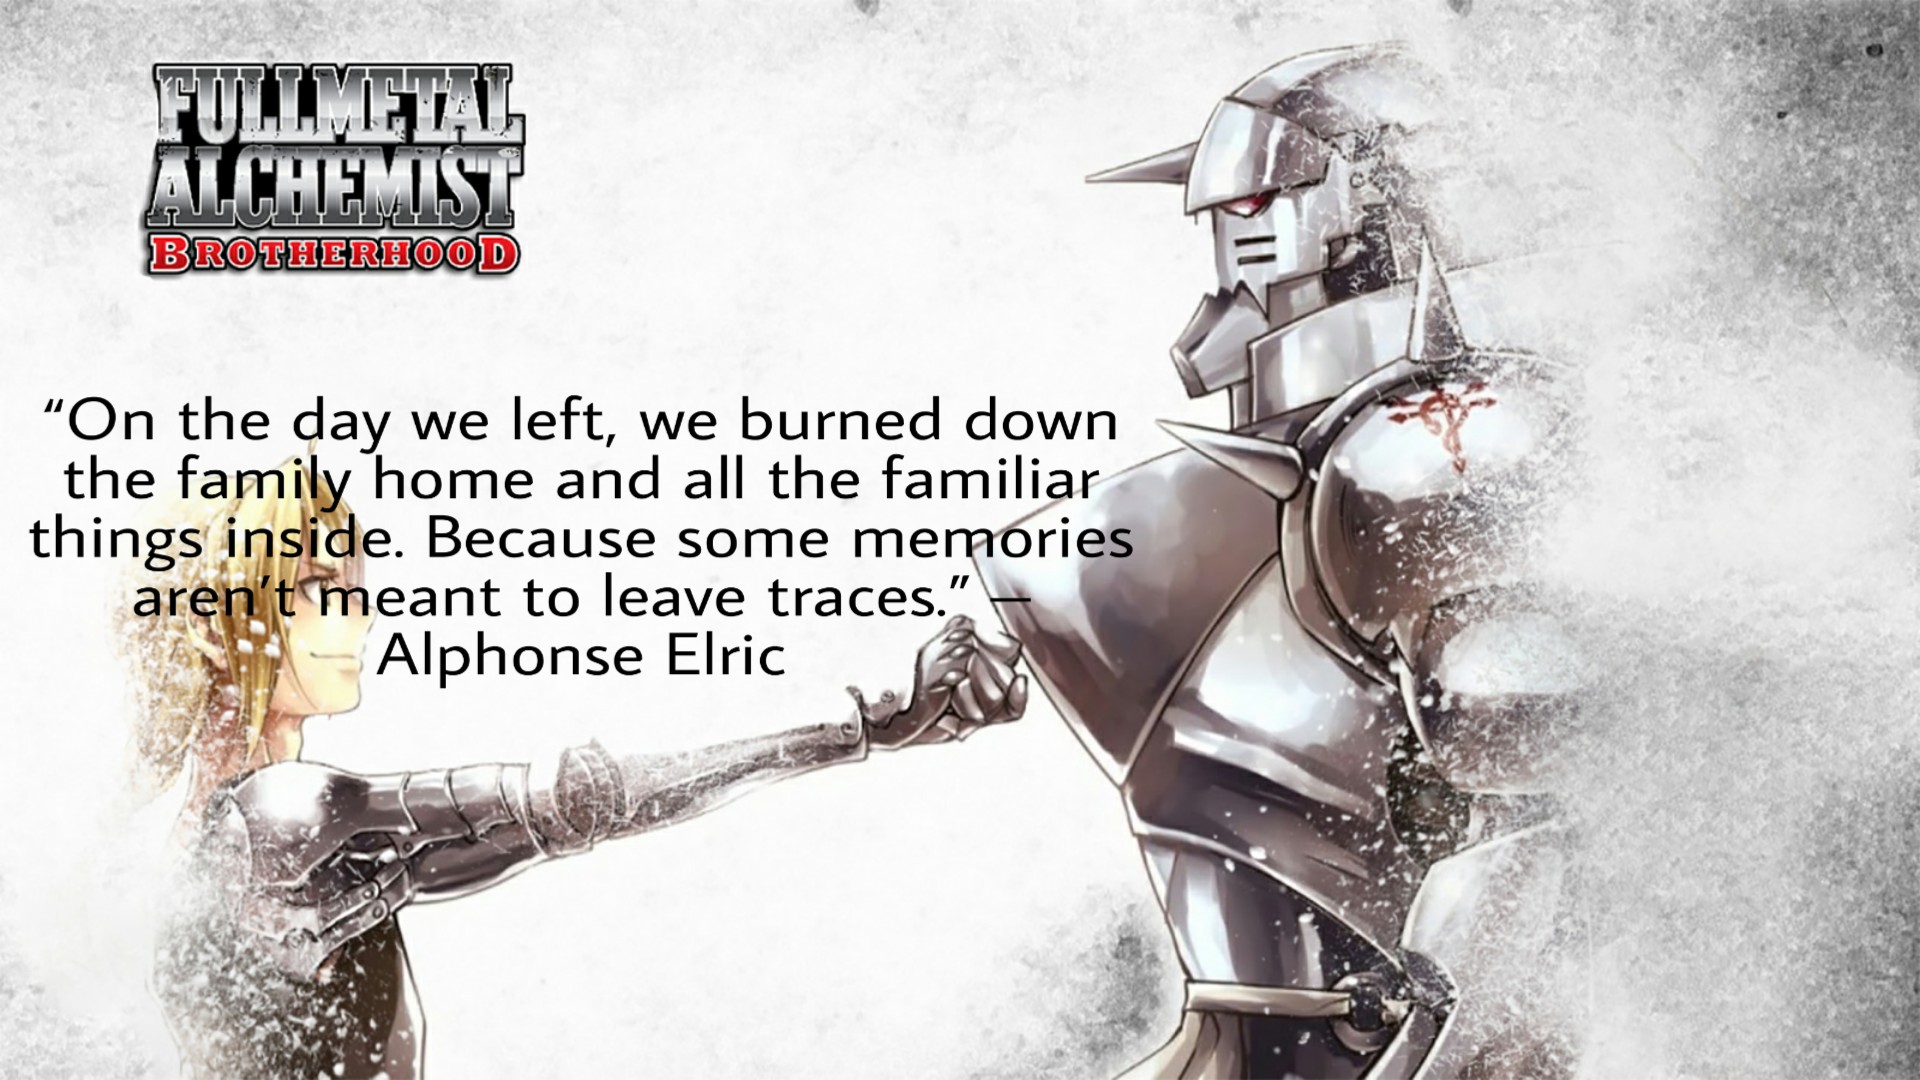 FULLMETAL
ALCHEMIST
BROTHERHOOD
“On the day we left, we burned down
the family home and all the familiar
things inside. Because some memories
aren’t meant to leave traces.” —
Alphonse Elric